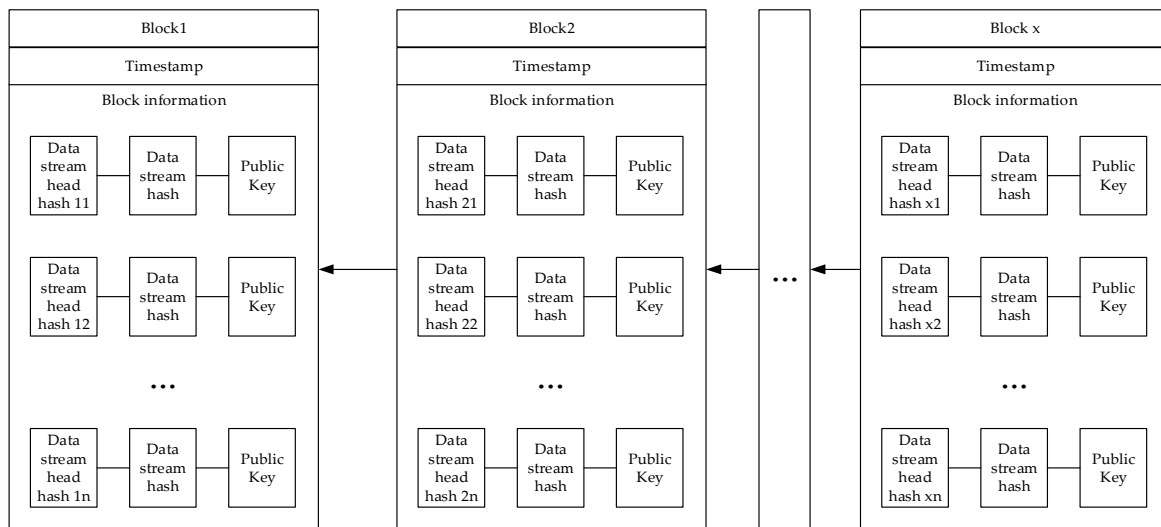 Block1
Timestamp
Block information
Data
stream
head
hash 11
Data
stream
hash
Public
Key
Data
stream
head
hash 12
Data
stream
hash
Public
Key
...
Data
stream
head
hash 1n
Data
stream
hash
Public
Key
Block2
Timestamp
Block information
Data
stream
head
hash 21
Data
stream
hash
Public
Key
Data
stream
head
hash 22
Data
stream
hash
Public
Key
...
Data
stream
head
hash 2n
Data
stream
hash
Public
Key
...
Block x
Timestamp
Block information
Data
stream
head
hash x1
Data
stream
hash
Public
Key
Data
stream
head
hash x2
Data
stream
hash
Public
Key
...
Data
stream
head
hash xn
Data
stream
hash
Public
Key